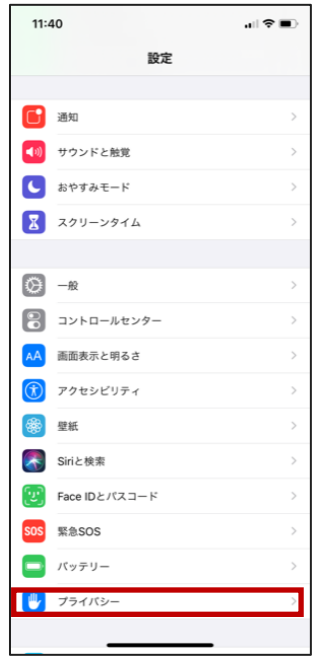 11:40
設定
通知
サウンドと触覚
おやすみモード
スクリーンタイム
一般
コントロールセンター
AA 画面表示と明るさ
アクセシビリティ
壁紙
Siriと検索
Face IDとパスコード
SOS 緊急SOS
バッテリー
プライバシー